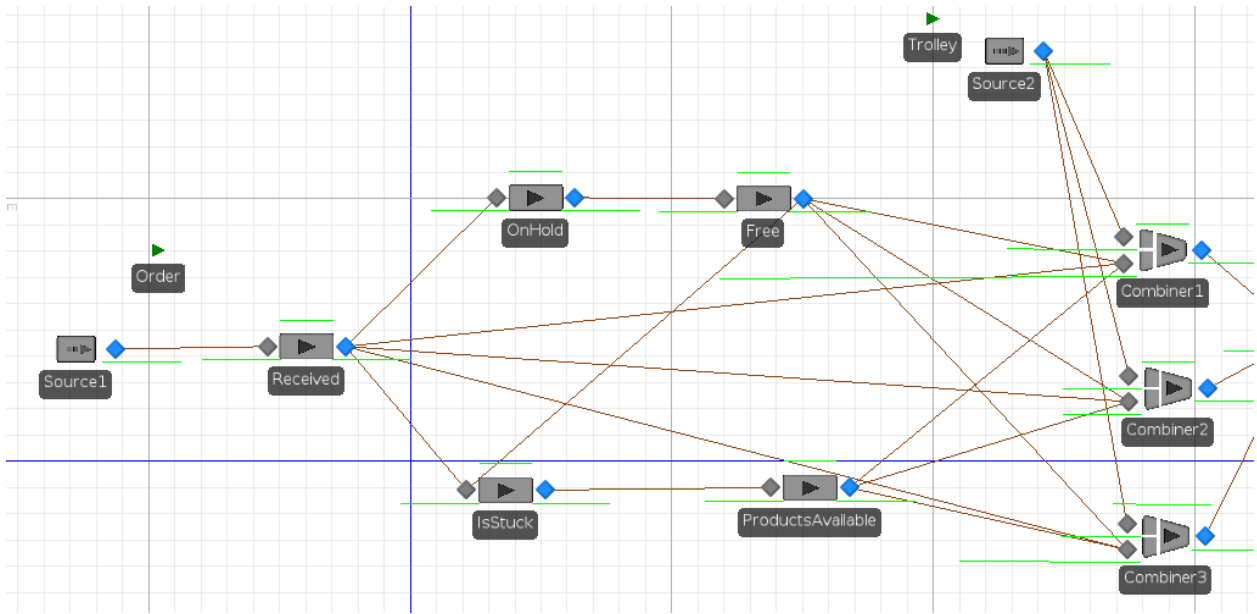 Trolley
Source2
OnHold
Free
m
Order
Combiner1
Source1
Received
Combiner2
IsStuck
ProductsAvailable
Combiner3